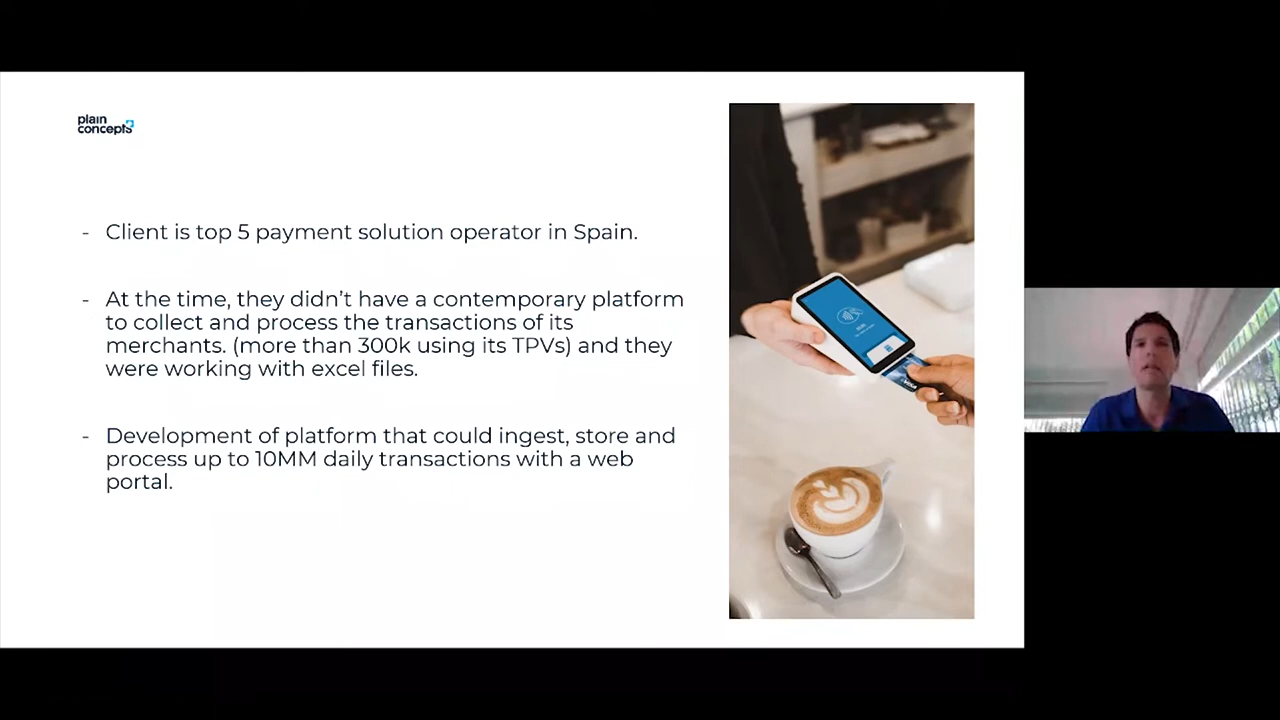 plain
concepts
- Client is top 5 payment solution operator in Spain.
- At the time, they didn't have a contemporary platform
to collect and process the transactions of its
merchants. (more than 300k using its TPVs) and they
were working with excel files.
- Development of platform that could ingest, store and
process up to 10MM daily transactions with a web
portal.